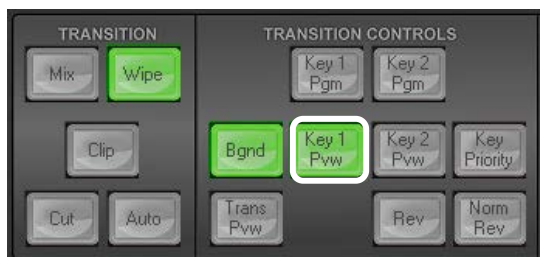 TRANSITION
Mix
Wipe
Clip
Cut
Auto
TRANSITION CONTROLS
Key 1
Pgm
Key 2
Pgm
Bgnd
Key 1
Pvw
Key 2
Pvw
Key
Priority
Trans
Pvw
Rev
Norm
Rev